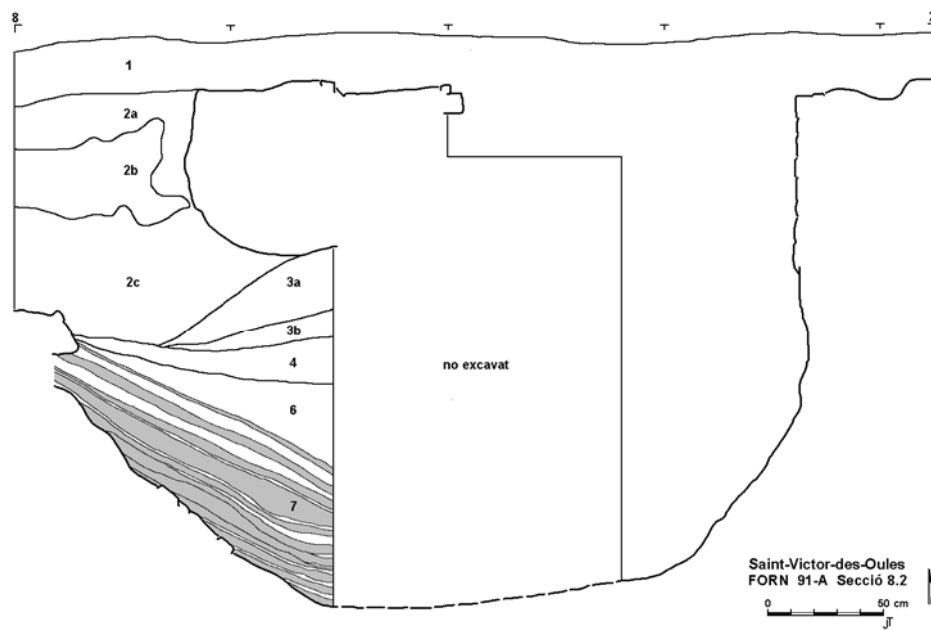 8
1
2a
2b
2c
3a
3b
4
no excavat
6
7
Saint-Victor-des-Oules
FORN 91-A Secció 8.2
0 50 cm
jT